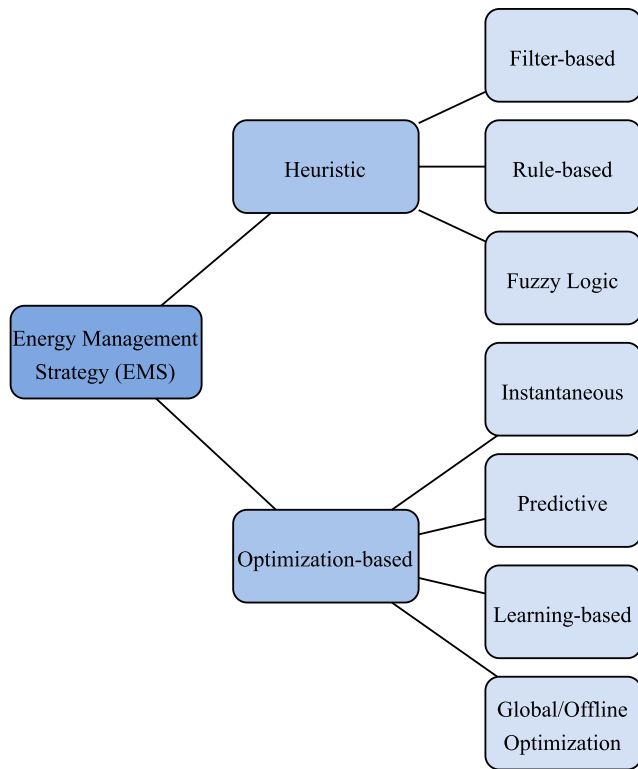 Filter-based
Heuristic
Rule-based
Fuzzy Logic
Energy Management
Strategy (EMS)
Instantaneous
Predictive
Optimization-based
Learning-based
Global/Offline
Optimization